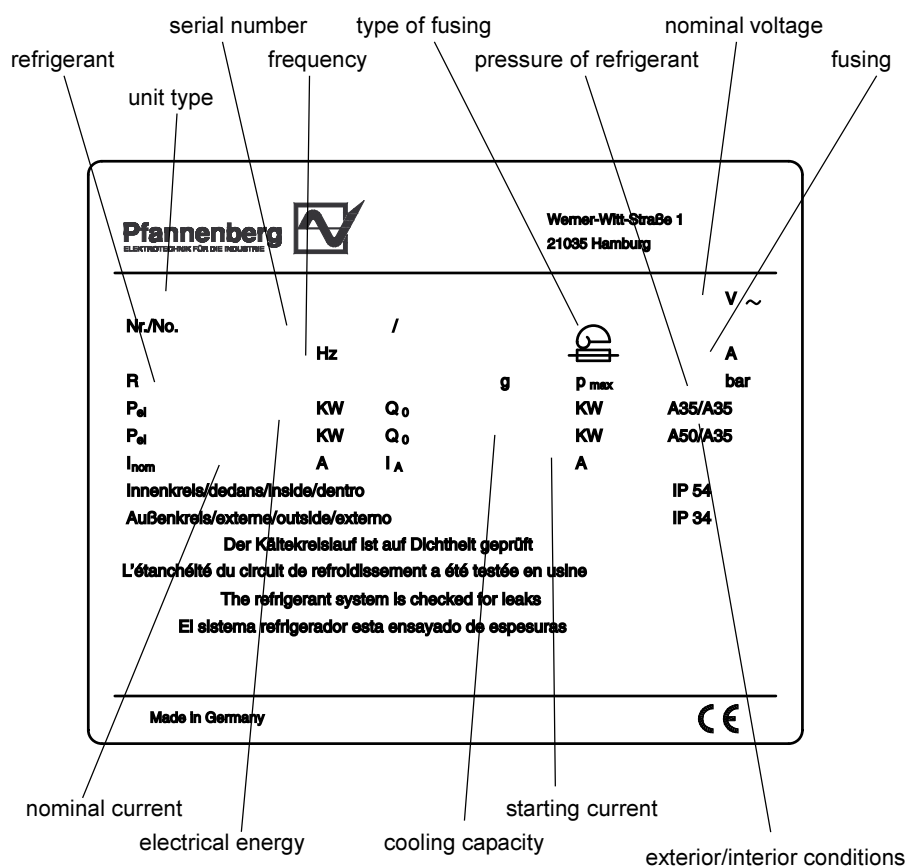 serial number type of fusing nominal voltage
refrigerant frequency pressure of refrigerant fusing
unit type
Pfannenberg Werner-Witt-Straße 1
ELEKTROTECHNIK FÜR DIE INDUSTRIE 21035 Hamburg
V ~
Nr./No. /
Hz A
R g p max bar
Pel KW Q0 KW A35/A35
Pel KW Q0 KW A50/A35
Inom A IA A
Innenkreis/dedans/inside/dentro IP 54
Außenkreis/externe/outside/externo IP 34
Der Kältekreislauf ist auf Dichtheit geprüft
L'étanchéité du circuit de refroidissement a été testée en usine
The refrigerant system is checked for leaks
El sistema refrigerador esta ensayado de espesuras
Made in Germany CE
nominal current starting current
electrical energy cooling capacity exterior/interior conditions